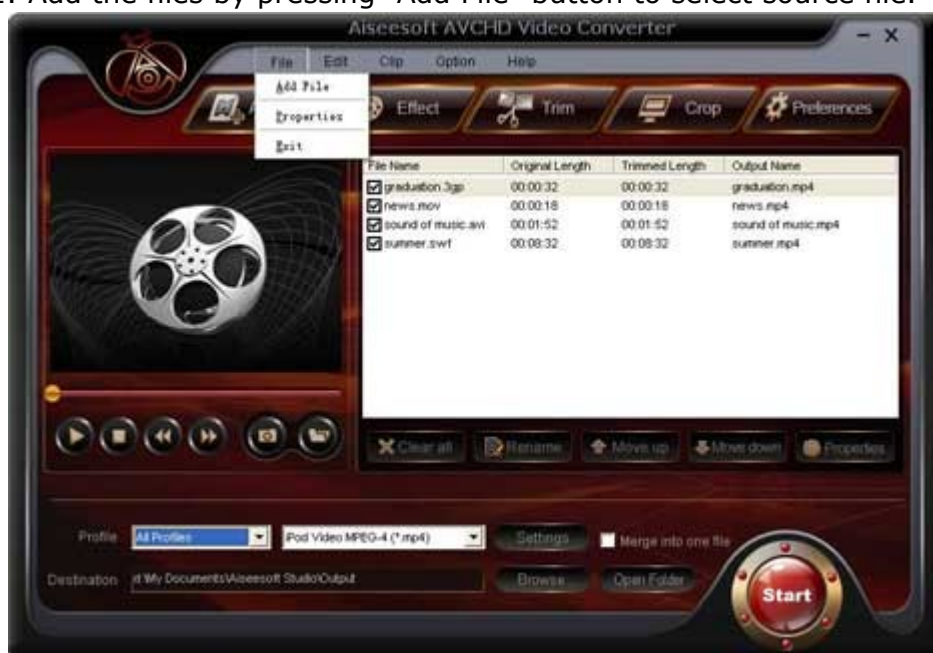 Add the files by pressing "Add File" button to select source file.
Aiseesoft AVCHD Video Converter
File Edit Clip Option Help
Add File
Properties
Exit
Effect Trim Crop Preferences
File Name Original Length Trimmed Length Output Name
graduation.3gp 00:00:32 00:00:32 graduation.mp4
news.mov 00:00:18 00:00:18 news.mp4
sound of music.avi 00:01:52 00:01:52 sound of music.mp4
summer.swf 00:08:32 00:08:32 summer.mp4
Clear all Rename Move up Move down Properties
Profile All Profiles iPod Video MPEG-4 (*.mp4) Settings Merge into one file
Destination My Documents\Aiseesoft Studio\Output Browse Open Folder
Start